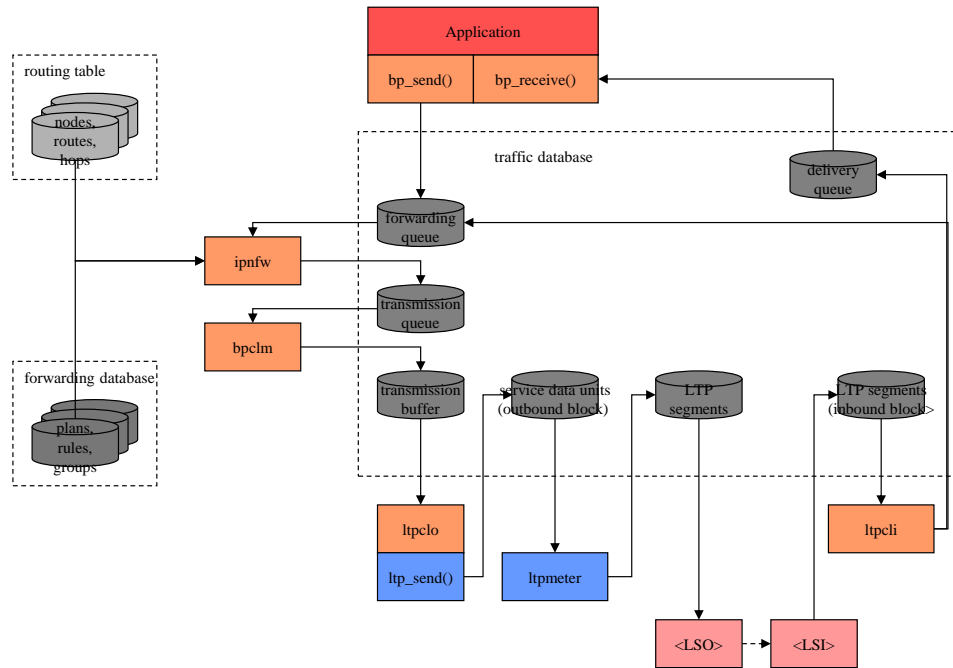 Application
bp_send()
bp_receive()
routing table
nodes,
routes,
hops
traffic database
delivery
queue
forwarding
queue
ipnfw
transmission
queue
bpclm
forwarding database
plans,
rules,
groups
transmission
buffer
service data units
(outbound block)
LTP
segments
LTP segments
(inbound block>
ltpclo
ltp_send()
ltpmeter
ltpcli
<LSO>
<LSI>